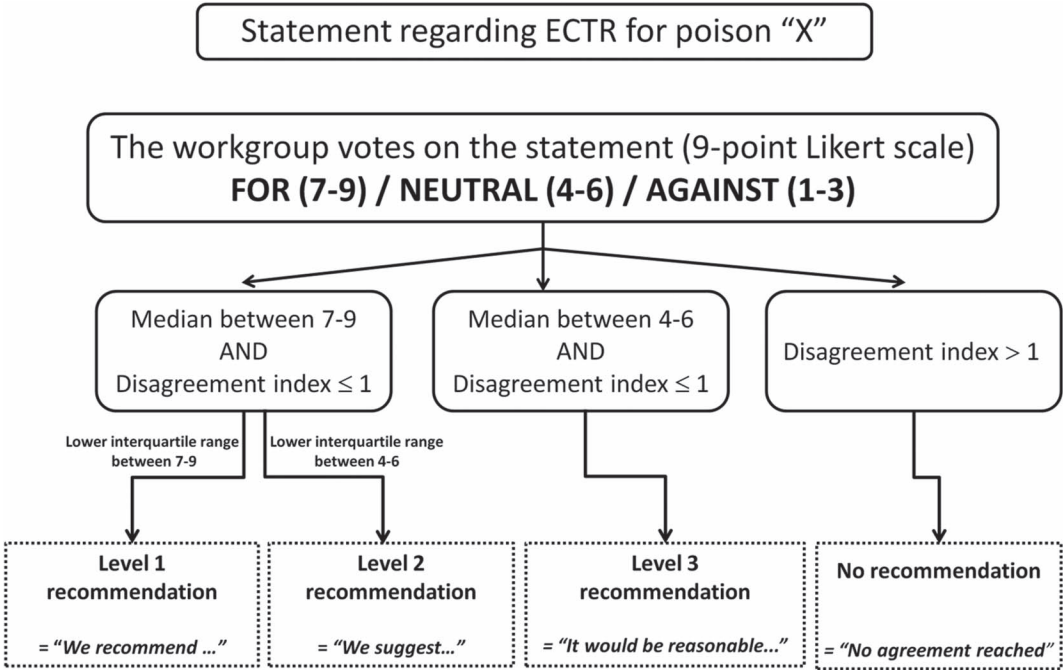 Statement regarding ECTR for poison “X”
The workgroup votes on the statement (9-point Likert scale)
FOR (7-9) / NEUTRAL (4-6) / AGAINST (1-3)
Median between 7-9
AND
Disagreement index ≤ 1
Median between 4-6
AND
Disagreement index ≤ 1
Disagreement index > 1
Lower interquartile range
between 7-9
Lower interquartile range
between 4-6
Level 1
recommendation
= “We recommend …”
Level 2
recommendation
= “We suggest…”
Level 3
recommendation
= “It would be reasonable...”
No recommendation
= “No agreement reached”